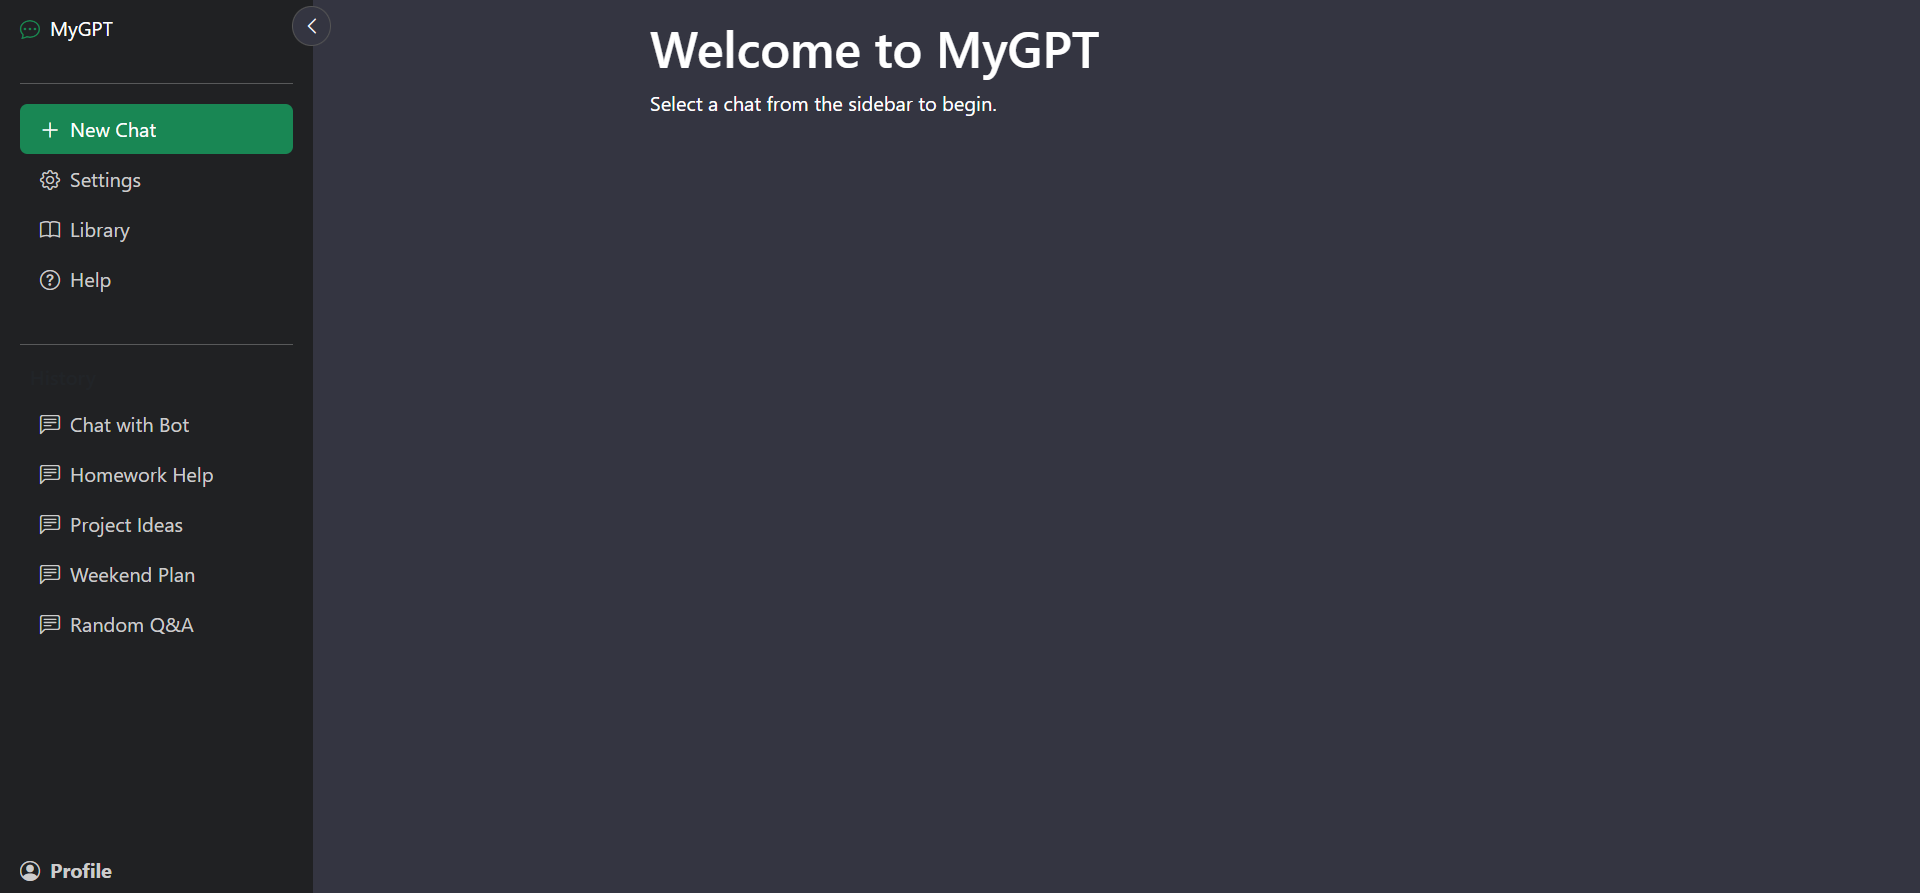 MyGPT
New Chat
Settings
Library
Help
History
Chat with Bot
Homework Help
Project Ideas
Weekend Plan
Random Q&A
Profile
Welcome to MyGPT
Select a chat from the sidebar to begin.